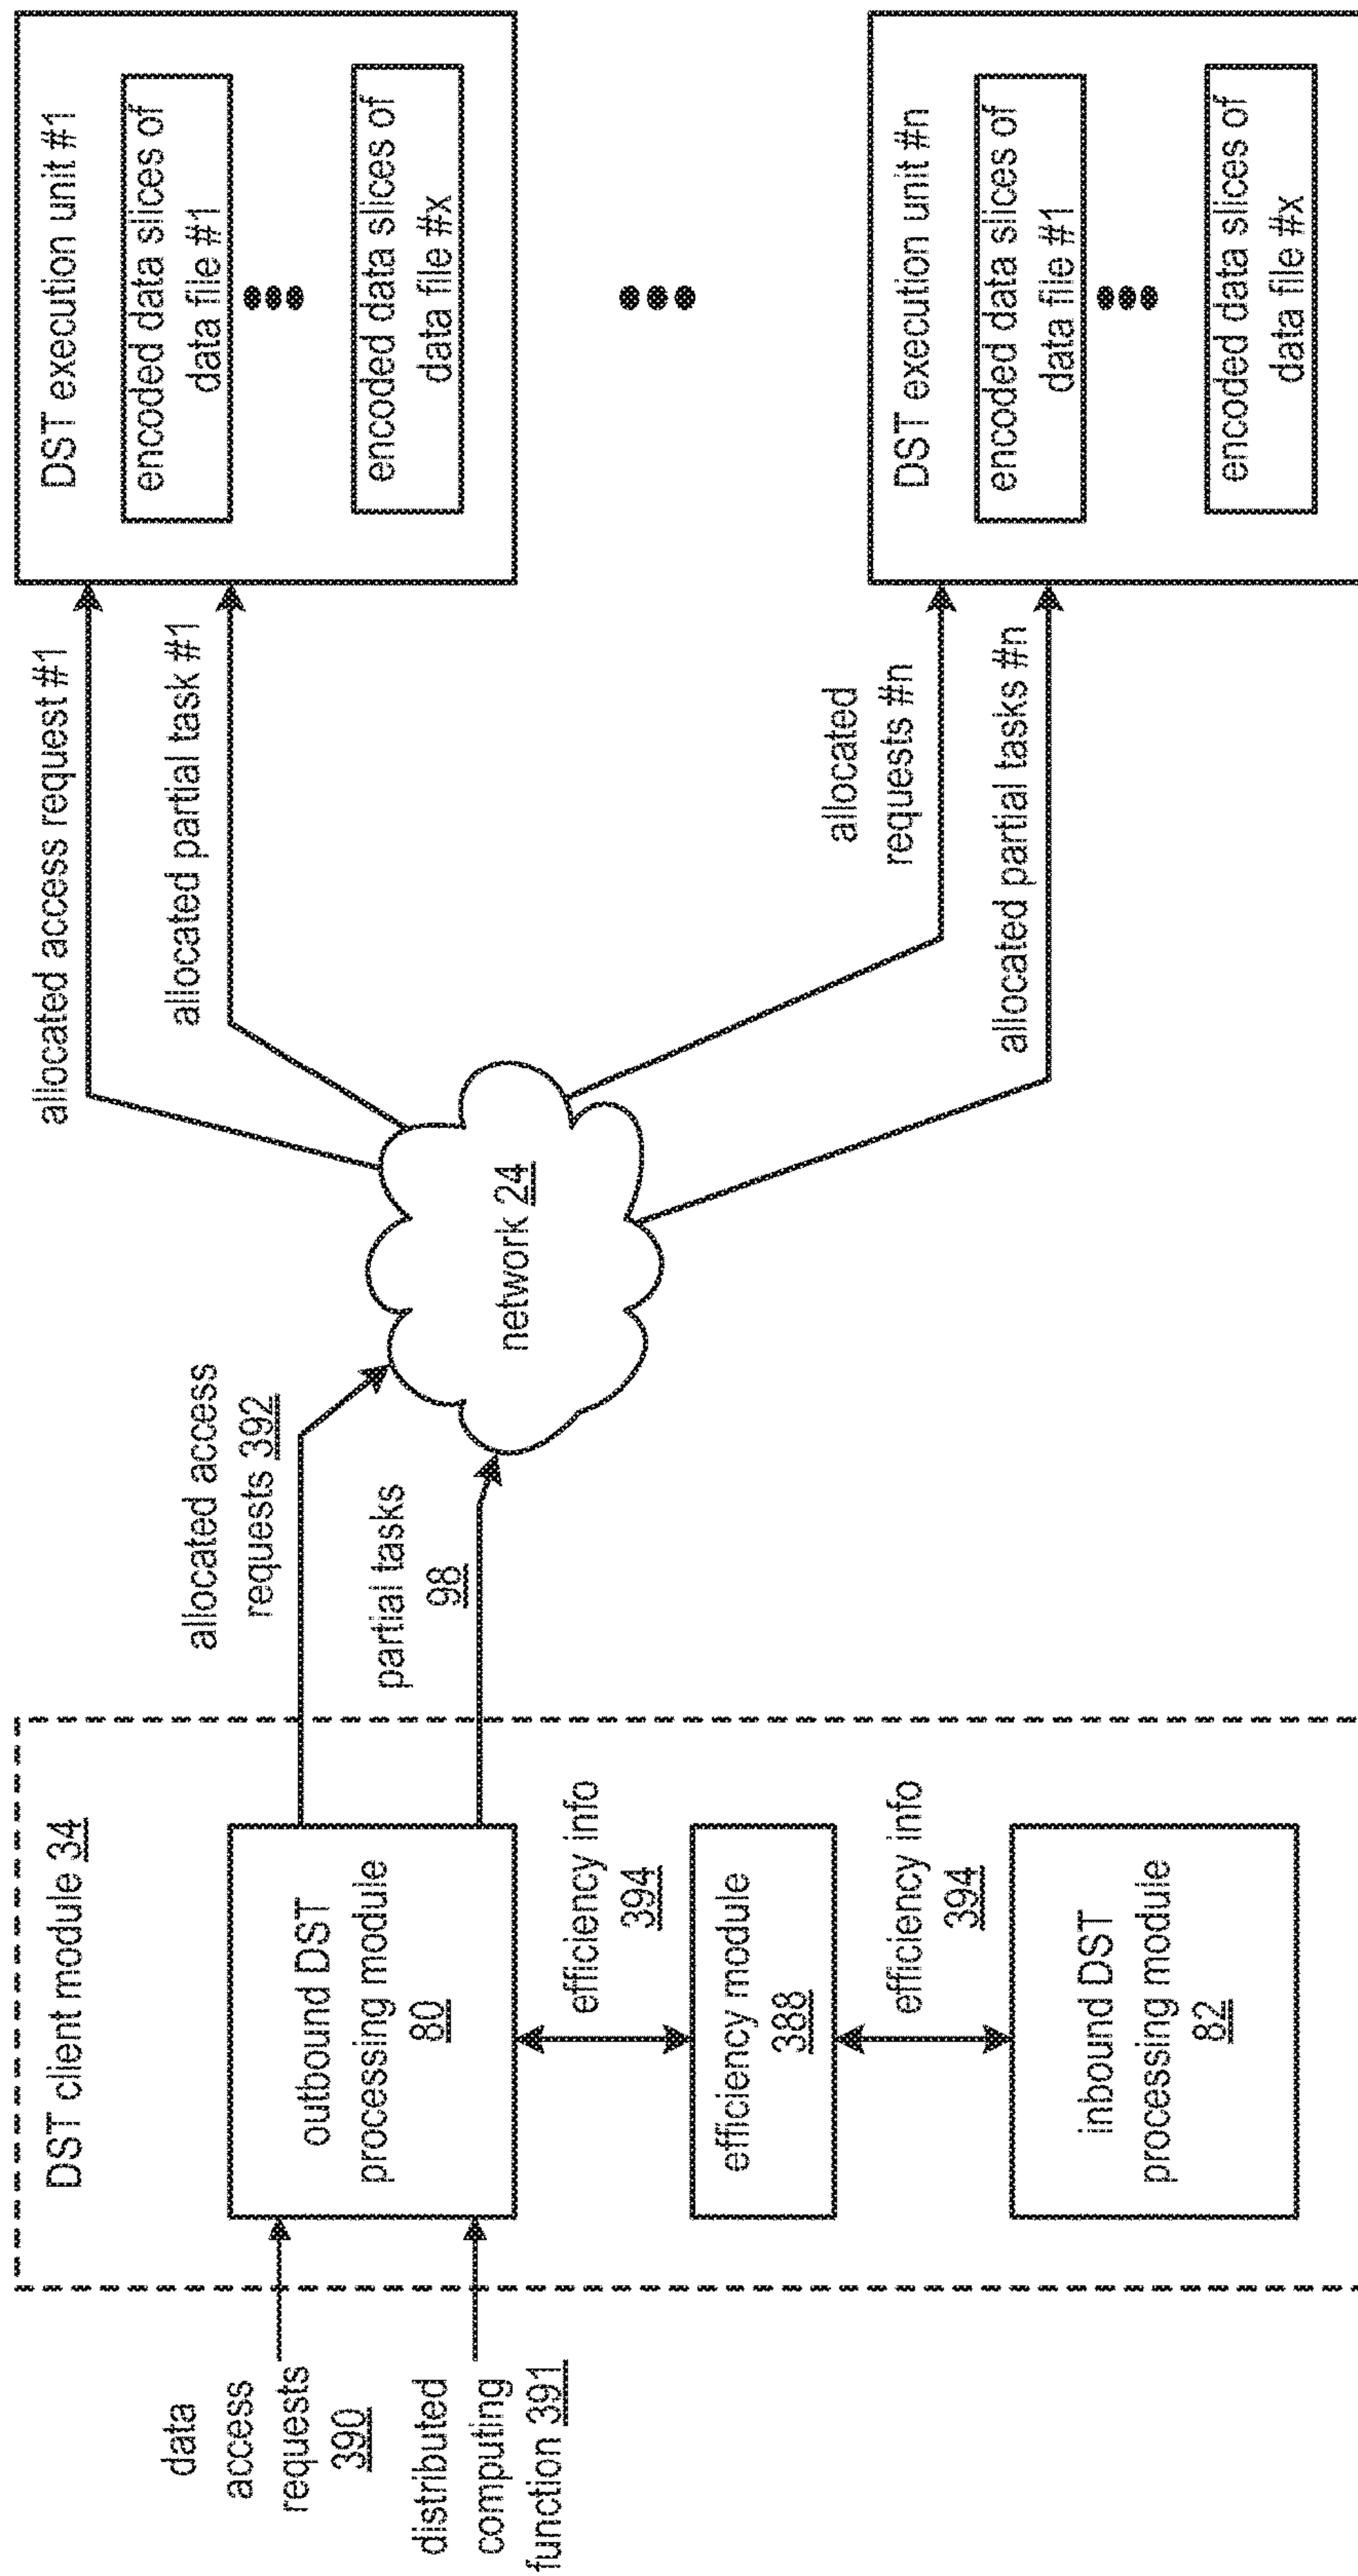 data
access
requests
390
distributed
computing
function 391
DST client module 34
outbound DST
processing module
80
efficiency info
394
efficiency module
388
efficiency info
394
inbound DST
processing module
82
allocated access
requests 392
partial tasks
98
network 24
allocated access request #1
allocated partial task #1
allocated
requests #n
allocated partial tasks #n
DST execution unit #1
encoded data slices of
data file #1
encoded data slices of
data file #x
DST execution unit #n
encoded data slices of
data file #1
encoded data slices of
data file #x